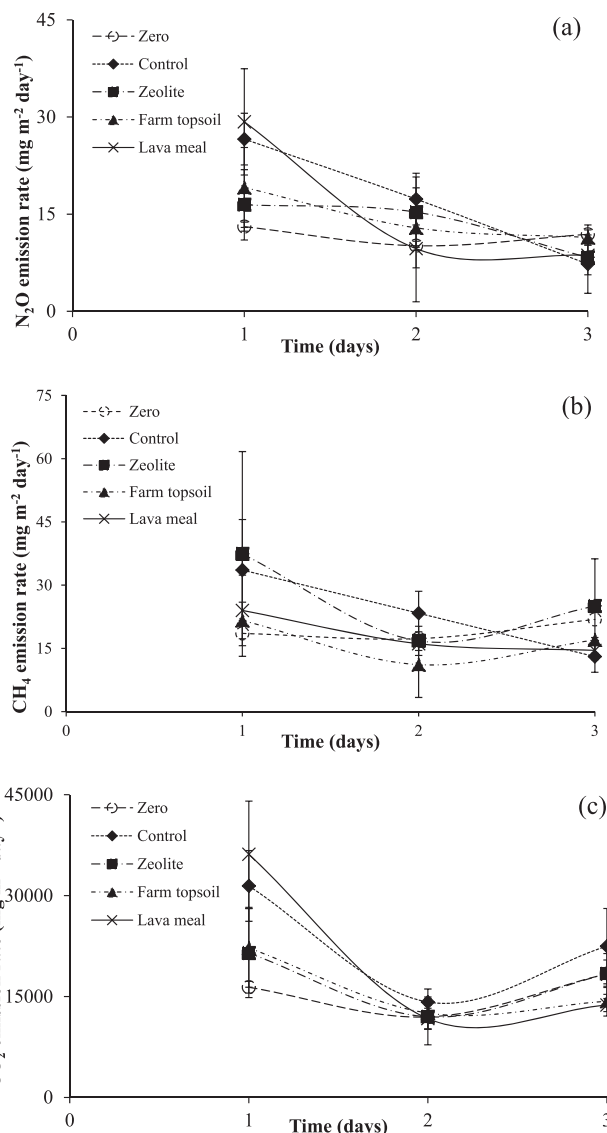 (a)
45
30
15
0
N₂O emission rate (mg m⁻² day⁻¹)
Zero
Control
Zeolite
Farm topsoil
Lava meal
0 1 2 3
Time (days)
(b)
75
60
45
30
15
0
CH₄ emission rate (mg m⁻² day⁻¹)
Zero
Control
Zeolite
Farm topsoil
Lava meal
0 1 2 3
Time (days)
(c)
45000
30000
15000
0
Zero
Control
Zeolite
Farm topsoil
Lava meal
0 1 2 3
Time (days)